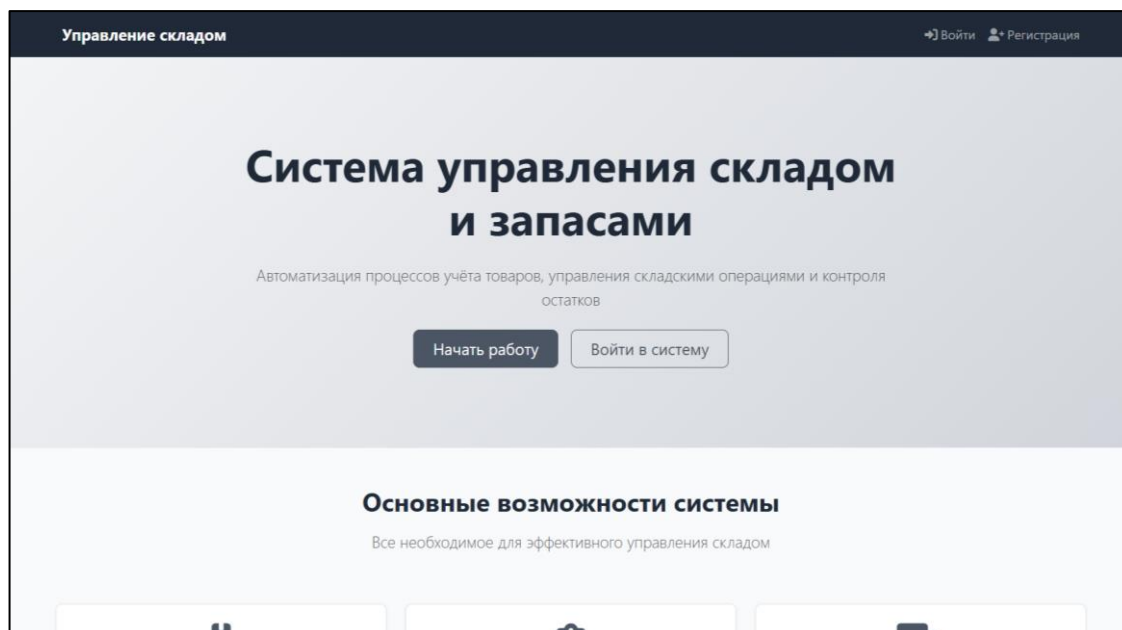 Управление складом
Войти Регистрация
Система управления складом
и запасами
Автоматизация процессов учёта товаров, управления складскими операциями и контроля
остатков
Начать работу Войти в систему
Основные возможности системы
Все необходимое для эффективного управления складом